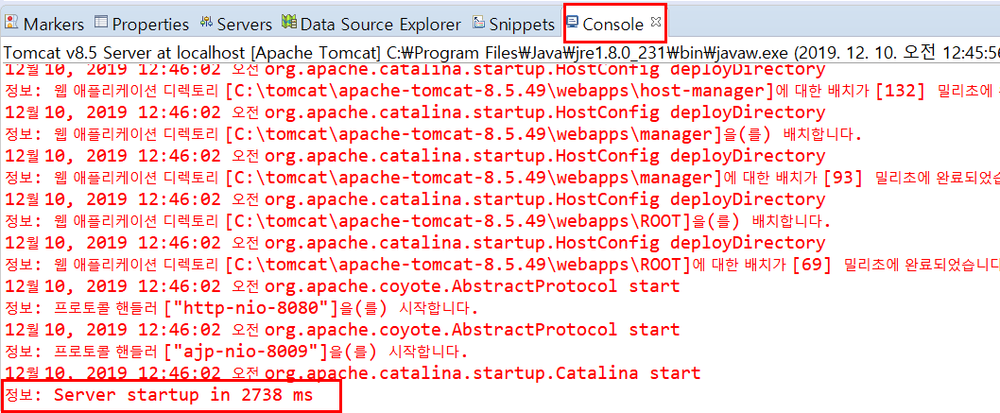 Markers Properties Servers Data Source Explorer Snippets Console
Tomcat v8.5 Server at localhost [Apache Tomcat] C:₩Program Files₩Java₩jre1.8.0_231₩bin₩javaw.exe (2019. 12. 10. 오전 12:45:56
12월 10, 2019 12:46:02 오전 org.apache.catalina.startup.HostConfig deployDirectory
정보: 웹 애플리케이션 디렉토리 [C:\tomcat\apache-tomcat-8.5.49\webapps\host-manager]에 대한 배치가 [132] 밀리초에
12월 10, 2019 12:46:02 오전 org.apache.catalina.startup.HostConfig deployDirectory
정보: 웹 애플리케이션 디렉토리 [C:\tomcat\apache-tomcat-8.5.49\webapps\manager]을(를) 배치합니다.
12월 10, 2019 12:46:02 오전 org.apache.catalina.startup.HostConfig deployDirectory
정보: 웹 애플리케이션 디렉토리 [C:\tomcat\apache-tomcat-8.5.49\webapps\manager]에 대한 배치가 [93] 밀리초에 완료되었습
12월 10, 2019 12:46:02 오전 org.apache.catalina.startup.HostConfig deployDirectory
정보: 웹 애플리케이션 디렉토리 [C:\tomcat\apache-tomcat-8.5.49\webapps\ROOT]을(를) 배치합니다.
12월 10, 2019 12:46:02 오전 org.apache.catalina.startup.HostConfig deployDirectory
정보: 웹 애플리케이션 디렉토리 [C:\tomcat\apache-tomcat-8.5.49\webapps\ROOT]에 대한 배치가 [69] 밀리초에 완료되었습니다
12월 10, 2019 12:46:02 오전 org.apache.coyote.AbstractProtocol start
정보: 프로토콜 핸들러 ["http-nio-8080"]을(를) 시작합니다.
12월 10, 2019 12:46:02 오전 org.apache.coyote.AbstractProtocol start
정보: 프로토콜 핸들러 ["ajp-nio-8009"]을(를) 시작합니다.
12월 10, 2019 12:46:02 오전 org.apache.catalina.startup.Catalina start
정보: Server startup in 2738 ms